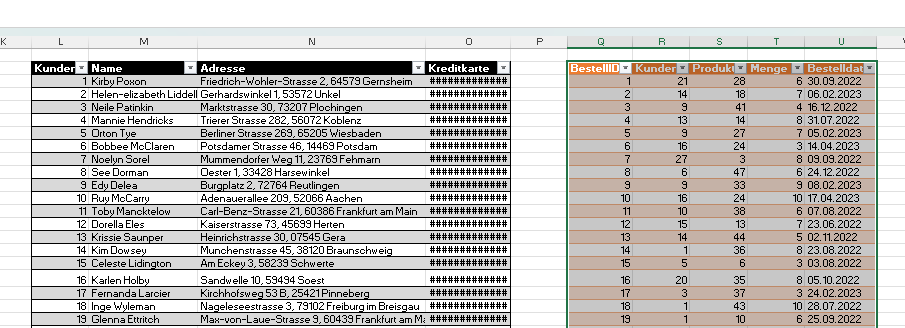 K L M N O P Q R S T U V
Kunder Name Adresse Kreditkarte BestellID Kunder Produkt Menge Bestelldat
1 Kirby Poxon Friedrich-Wohler-Strasse 2, 64579 Gernsheim ############# 1 21 28 6 30.09.2022
2 Helen-elizabeth Liddell Gerhardswinkel 1, 53572 Unkel ############# 2 14 18 7 06.02.2023
3 Neile Patinkin Marktstrasse 30, 73207 Plochingen ############# 3 9 41 4 16.12.2022
4 Mannie Hendricks Trierer Strasse 282, 56072 Koblenz ############# 4 13 14 8 31.07.2022
5 Orton Tye Berliner Strasse 269, 65205 Wiesbaden ############# 5 9 27 7 05.02.2023
6 Bobbee McClaren Potsdamer Strasse 46, 14469 Potsdam ############# 6 16 24 3 14.04.2023
7 Noelyn Sorel Mummendorfer Weg 11, 23769 Fehmarn ############# 7 27 3 8 09.09.2022
8 See Dorman Oester 1, 33428 Harsewinkel ############# 8 6 47 6 24.12.2022
9 Edy Delea Burgplatz 2, 72764 Reutlingen ############# 9 9 33 9 08.02.2023
10 Ruy McCarry Adenauerallee 209, 52066 Aachen ############# 10 16 24 10 17.04.2023
11 Toby Mancktelow Carl-Benz-Strasse 21, 60386 Frankfurt am Main ############# 11 10 38 6 07.08.2022
12 Dorella Eles Kaiserstrasse 73, 45699 Herten ############# 12 15 13 7 23.06.2022
13 Krissie Saunper Heinrichstrasse 30, 07545 Gera ############# 13 14 44 5 02.11.2022
14 Kim Dowsey Munchenstrasse 45, 38120 Braunschweig ############# 14 1 36 8 23.08.2022
15 Celeste Lidington Am Eckey 3, 58239 Schwerte ############# 15 5 6 3 03.08.2022
16 Karlen Holby Sandwelle 10, 59494 Soest ############# 16 20 35 8 05.10.2022
17 Fernanda Larcier Kirchhofsweg 53 B, 25421 Pinneberg ############# 17 3 37 3 24.02.2023
18 Inge Wyleman Nageleseestrasse 3, 79102 Freiburg im Breisgau ############# 18 1 43 10 28.07.2022
19 Glenna Ettritch Max-von-Laue-Strasse 9, 60439 Frankfurt am Ma ############# 19 1 10 6 25.09.2022